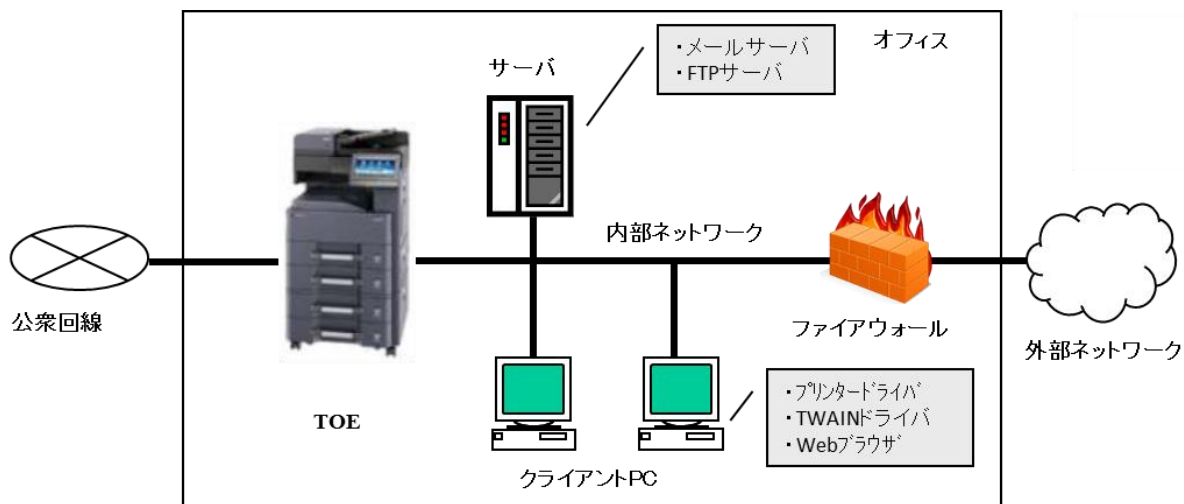 オフィス
・メールサーバ
・FTPサーバ
サーバ
内部ネットワーク
公衆回線
ファイアウォール
外部ネットワーク
TOE
・プリンタードライバ
・TWAINドライバ
・Webブラウザ
クライアントPC